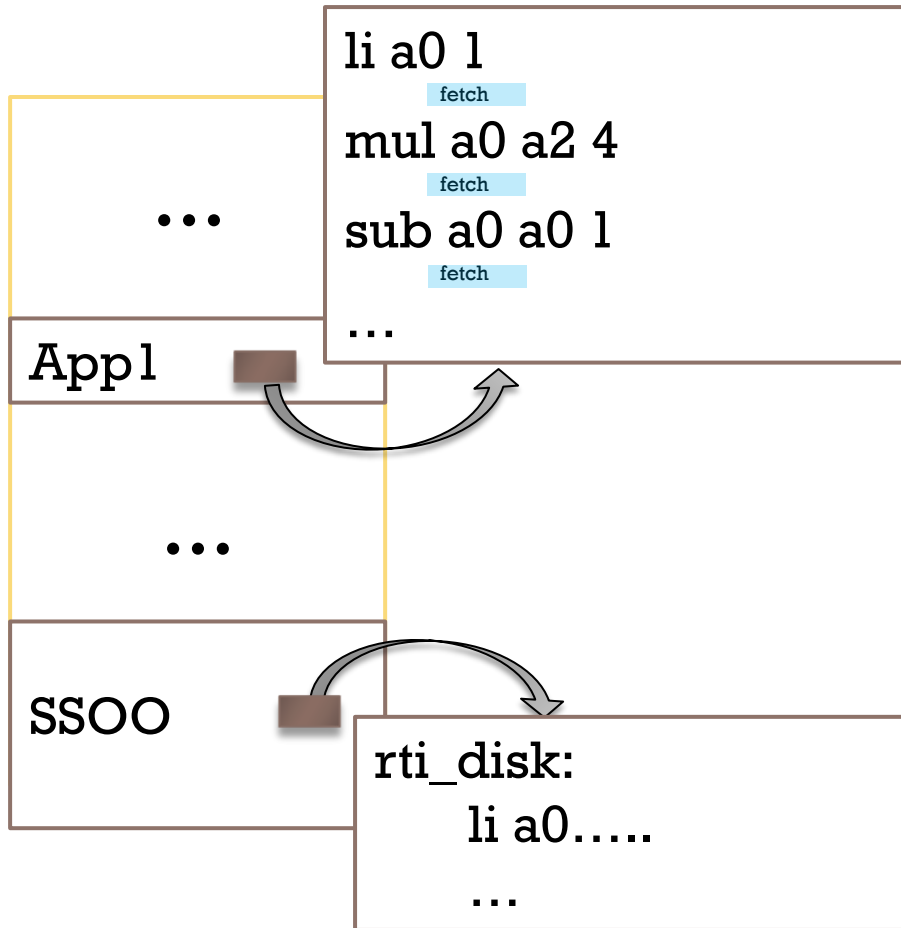 li a0 1
fetch
mul a0 a2 4
fetch
sub a0 a0 1
fetch
…
...
App1
...
SSOO
rti_disk:
li a0…..
…